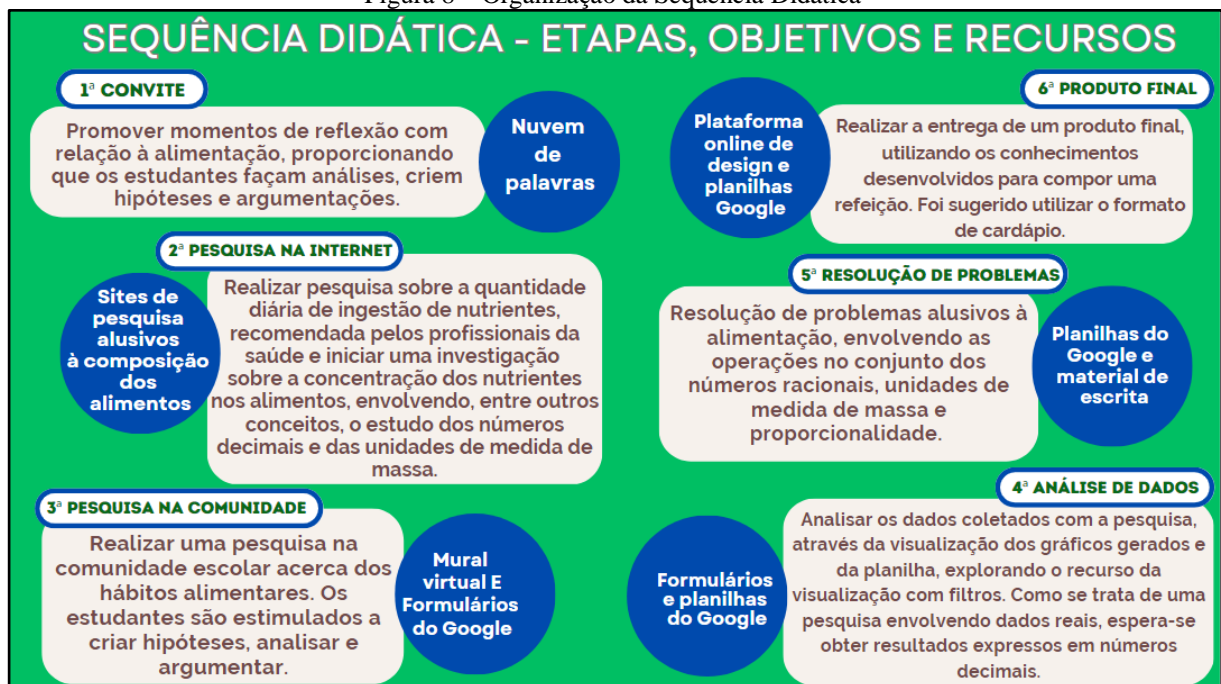 Figura 8 – Organização da Sequência Didática
SEQUÊNCIA DIDÁTICA - ETAPAS, OBJETIVOS E RECURSOS
1ª CONVITE
Promover momentos de reflexão com
relação à alimentação, proporcionando
que os estudantes façam análises, criem
hipóteses e argumentações.
Nuvem
de
palavras
2ª PESQUISA NA INTERNET
Sites de
pesquisa
alusivos
à composição
dos
alimentos
Realizar pesquisa sobre a quantidade
diária de ingestão de nutrientes,
recomendada pelos profissionais da
saúde e iniciar uma investigação
sobre a concentração dos nutrientes
nos alimentos, envolvendo, entre outros
conceitos, o estudo dos números
decimais e das unidades de medida de
massa.
3ª PESQUISA NA COMUNIDADE
Realizar uma pesquisa na
comunidade escolar acerca dos
hábitos alimentares. Os
estudantes são estimulados a
criar hipóteses, analisar e
argumentar.
Mural
virtual E
Formulários
do Google
4ª ANÁLISE DE DADOS
Formulários
e planilhas
do Google
Analisar os dados coletados com a pesquisa,
através da visualização dos gráficos gerados e
da planilha, explorando o recurso da
visualização com filtros. Como se trata de uma
pesquisa envolvendo dados reais, espera-se
obter resultados expressos em números
decimais.
5ª RESOLUÇÃO DE PROBLEMAS
Resolução de problemas alusivos à
alimentação, envolvendo as
operações no conjunto dos
números racionais, unidades de
medida de massa e
proporcionalidade.
Planilhas do
Google e
material de
escrita
6ª PRODUTO FINAL
Plataforma
online de
design e
planilhas
Google
Realizar a entrega de um produto final,
utilizando os conhecimentos
desenvolvidos para compor uma
refeição. Foi sugerido utilizar o formato
de cardápio.